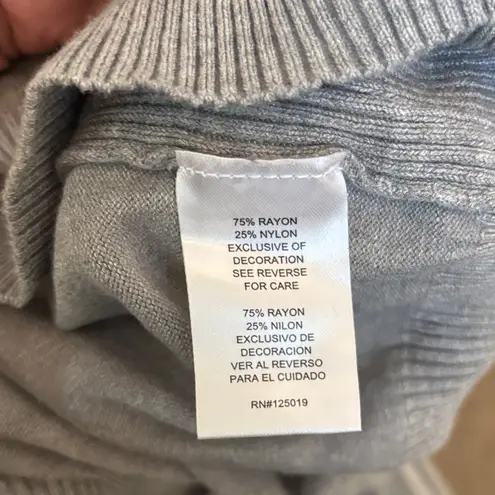 75% RAYON
25% NYLON
EXCLUSIVE OF
DECORATION
SEE REVERSE
FOR CARE
75% RAYON
25% NILON
EXCLUSIVO DE
DECORACION
VER AL REVERSO
PARA EL CUIDADO
RN#125019